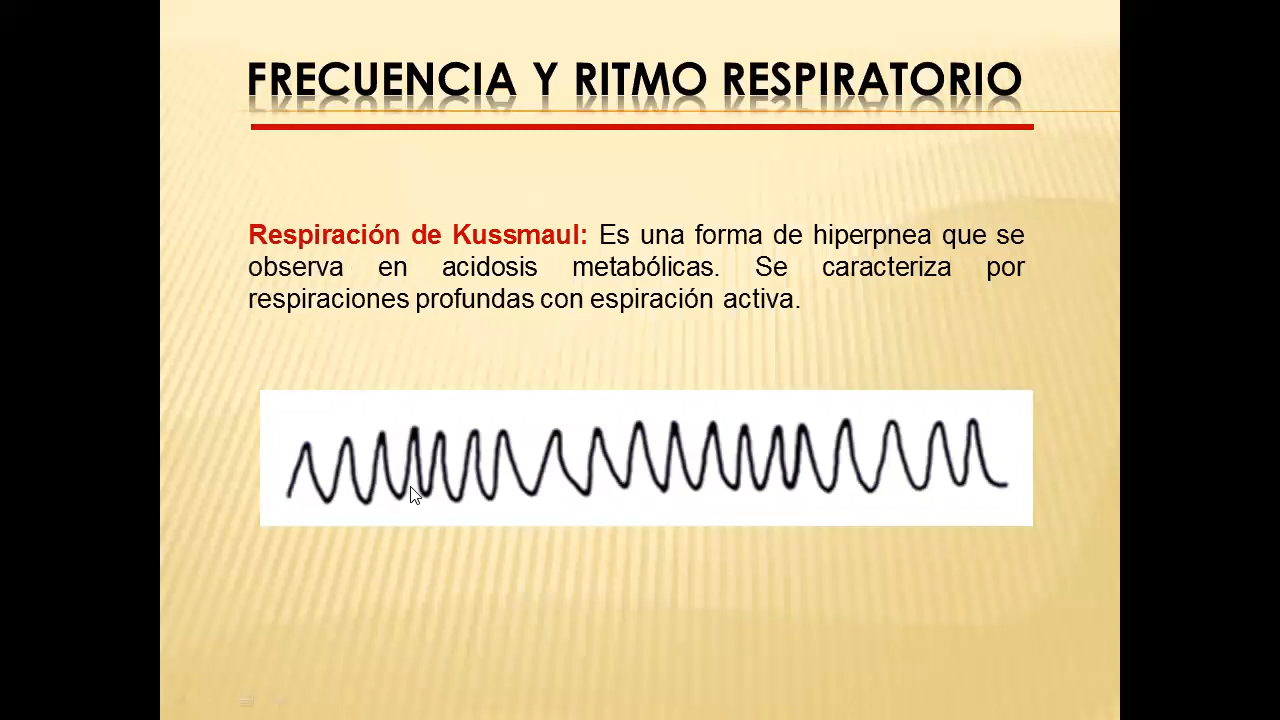 FRECUENCIA Y RITMO RESPIRATORIO
Respiración de Kussmaul: Es una forma de hiperpnea que se
observa en acidosis metabólicas. Se caracteriza por
respiraciones profundas con espiración activa.